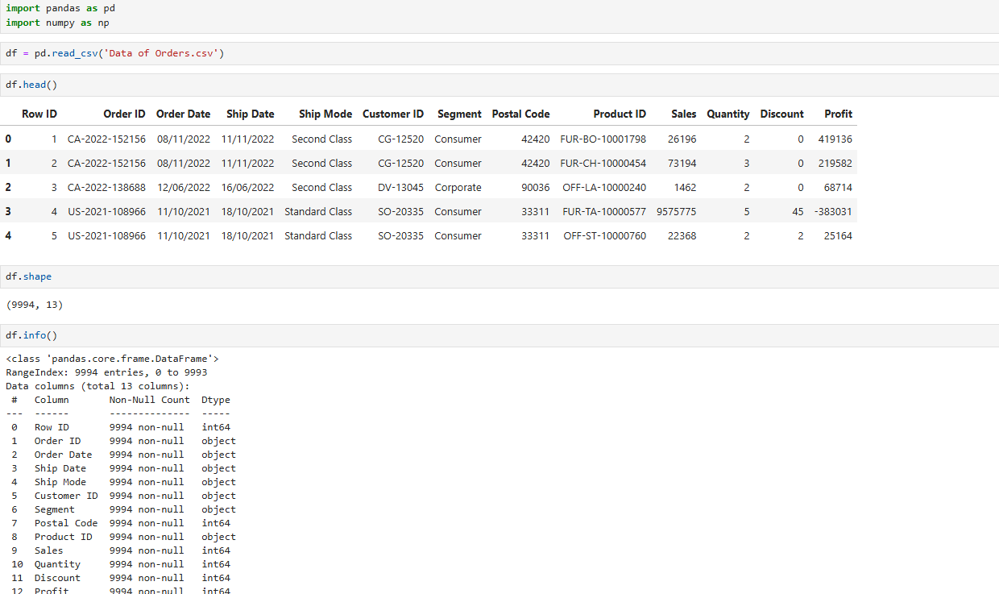 import pandas as pd
import numpy as np
df = pd.read_csv('Data of Orders.csv')
df.head()
Row ID Order ID Order Date Ship Date Ship Mode Customer ID Segment Postal Code Product ID Sales Quantity Discount Profit
0 1 CA-2022-152156 08/11/2022 11/11/2022 Second Class CG-12520 Consumer 42420 FUR-BO-10001798 26196 2 0 419136
1 2 CA-2022-152156 08/11/2022 11/11/2022 Second Class CG-12520 Consumer 42420 FUR-CH-10000454 73194 3 0 219582
2 3 CA-2022-138688 12/06/2022 16/06/2022 Second Class DV-13045 Corporate 90036 OFF-LA-10000240 1462 2 0 68714
3 4 US-2021-108966 11/10/2021 18/10/2021 Standard Class SO-20335 Consumer 33311 FUR-TA-10000577 9575775 5 45 -383031
4 5 US-2021-108966 11/10/2021 18/10/2021 Standard Class SO-20335 Consumer 33311 OFF-ST-10000760 22368 2 2 25164
df.shape
(9994, 13)
df.info()
<class 'pandas.core.frame.DataFrame'>
RangeIndex: 9994 entries, 0 to 9993
Data columns (total 13 columns):
# Column Non-Null Count Dtype
--- ------ -------------- -----
0 Row ID 9994 non-null int64
1 Order ID 9994 non-null object
2 Order Date 9994 non-null object
3 Ship Date 9994 non-null object
4 Ship Mode 9994 non-null object
5 Customer ID 9994 non-null object
6 Segment 9994 non-null object
7 Postal Code 9994 non-null int64
8 Product ID 9994 non-null object
9 Sales 9994 non-null int64
10 Quantity 9994 non-null int64
11 Discount 9994 non-null int64
12 Profit 9994 non-null int64